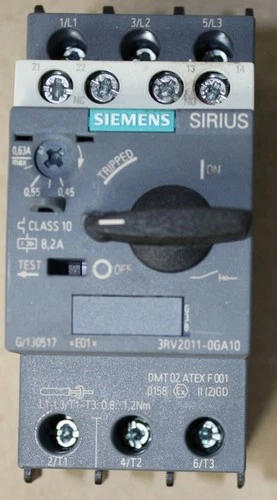 1/L1 3/L2 5/L3
21 22 13 14
NC NO
SIEMENS SIRIUS
0,63A
max
0,55 0,45
TRIPPED
ON
CLASS 10
8,2A
TEST OFF
G/130517 *E01* 3RV2011-0GA10
DMT 02 ATEX F 001
0158 Ex II (2)GD
L1-L3/T1-T3: 0,8...1,2Nm
2/T1 4/T2 6/T3